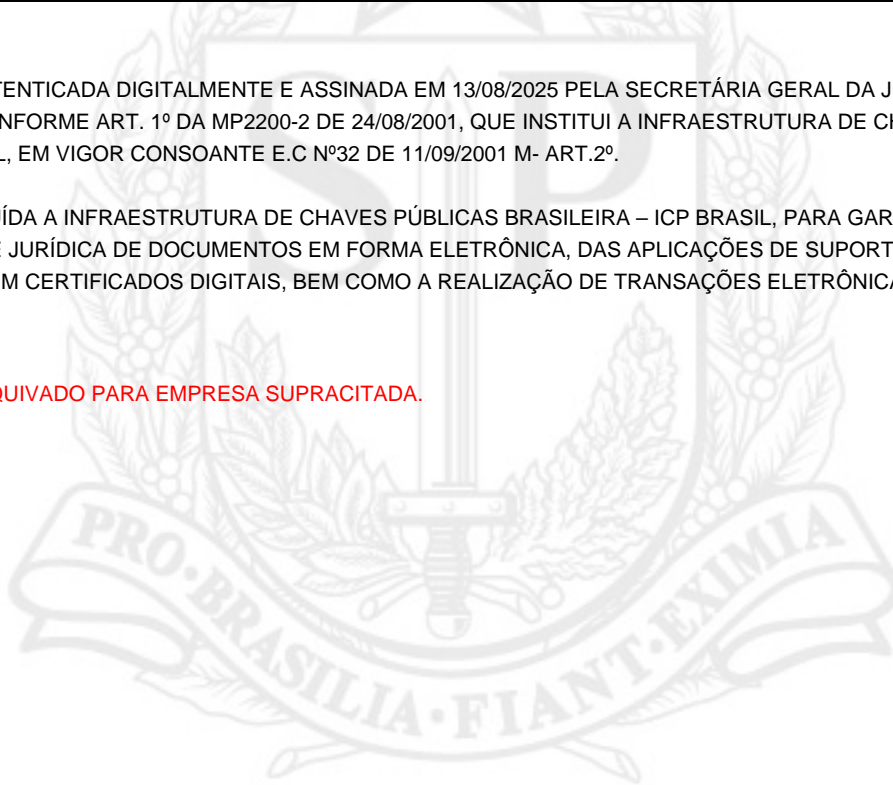 TENTICADA DIGITALMENTE E ASSINADA EM 13/08/2025 PELA SECRETÁRIA GERAL DA J
NFORME ART. 1º DA MP2200-2 DE 24/08/2001, QUE INSTITUI A INFRAESTRUTURA DE CH
L, EM VIGOR CONSOANTE E.C Nº32 DE 11/09/2001 M- ART.2º.
ÍDA A INFRAESTRUTURA DE CHAVES PÚBLICAS BRASILEIRA – ICP BRASIL, PARA GAR
E JURÍDICA DE DOCUMENTOS EM FORMA ELETRÔNICA, DAS APLICAÇÕES DE SUPORT
M CERTIFICADOS DIGITAIS, BEM COMO A REALIZAÇÃO DE TRANSAÇÕES ELETRÔNICA
QUIVADO PARA EMPRESA SUPRACITADA.
SP
PRO·BRASILIA·FIANT·EXIMIA